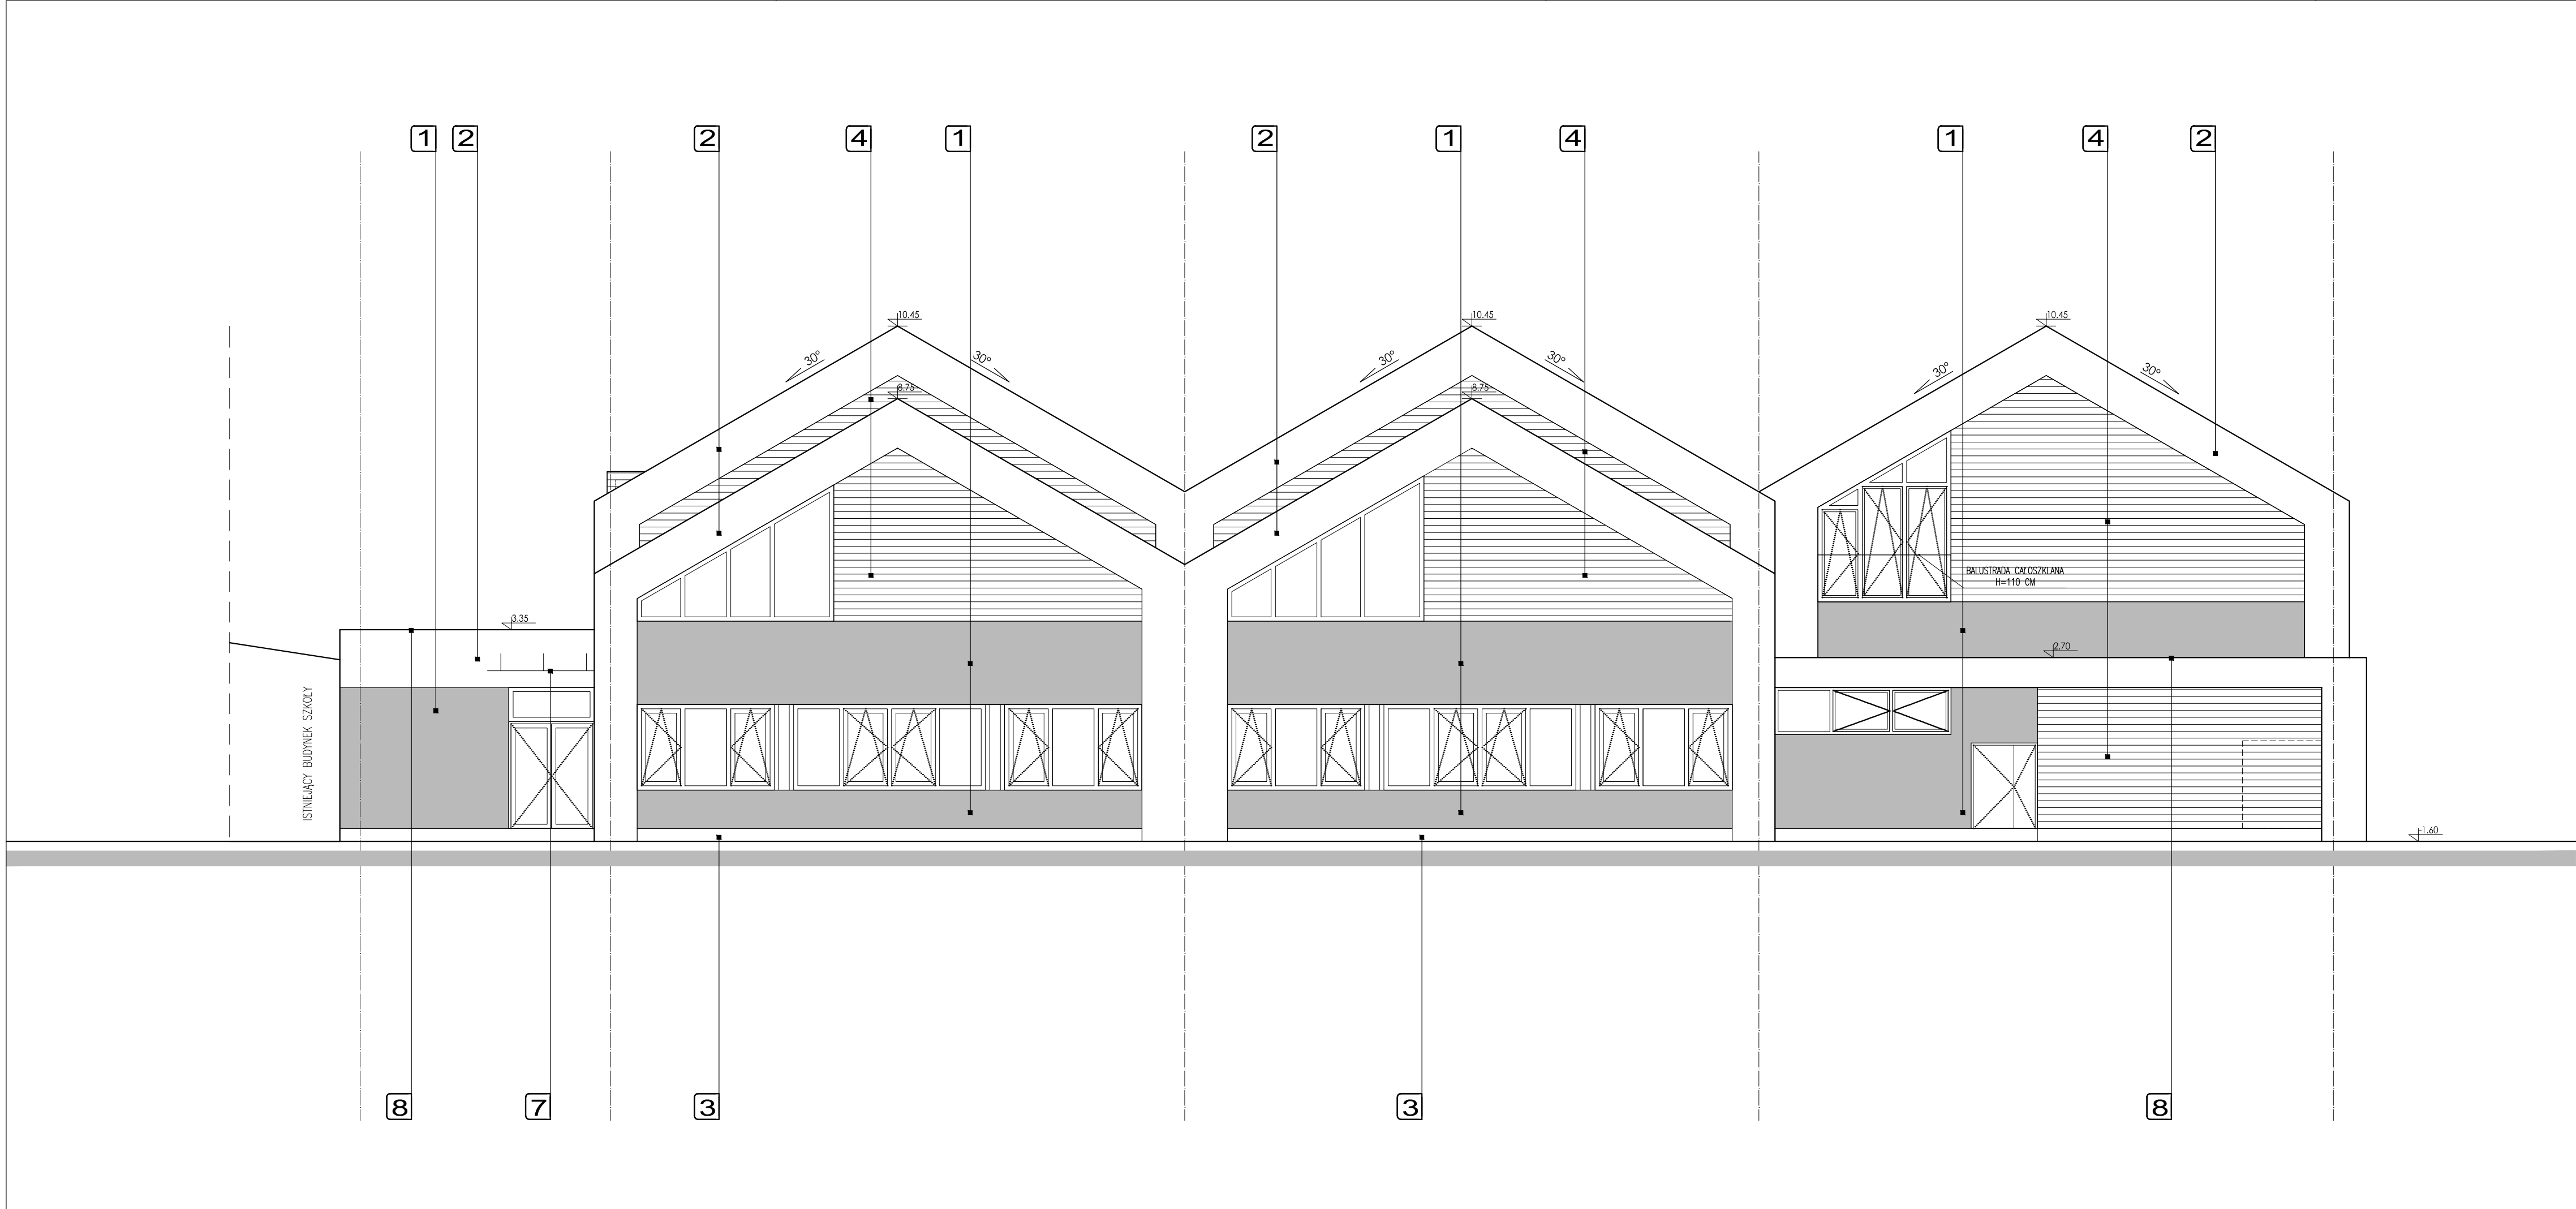 1 2 2 4 1 2 1 4 1 4 2
10.45 10.45 10.45
30° 30° 30° 30° 30° 30°
8.75 8.75
BALUSTRADA CAŁOSZKLANA
H=110 CM
3.35
2.70
ISTNIEJĄCY BUDYNEK SZKOŁY
-1.60
8 7 3 3 8